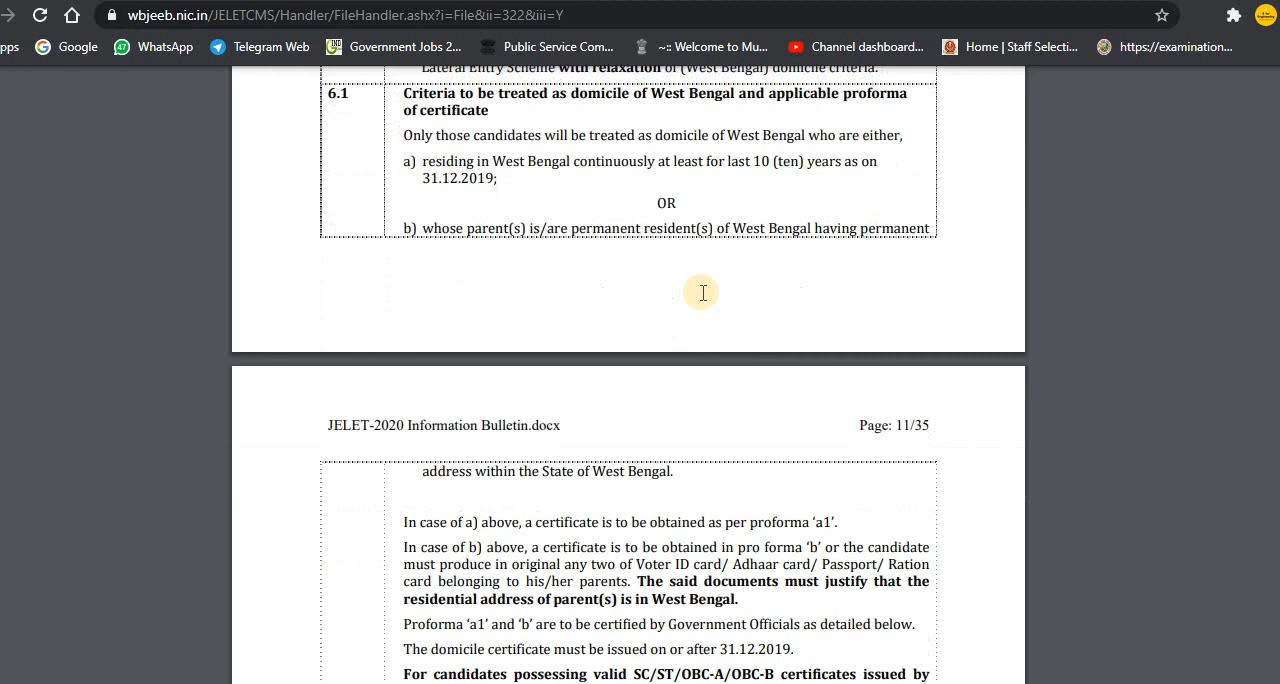 wbjeeb.nic.in/JELETCMS/Handler/FileHandler.ashx?i=File&ii=322&iii=Y
pps Google WhatsApp Telegram Web Government Jobs 2... Public Service Com... ~:: Welcome to Mu... Channel dashboard... Home | Staff Selecti... https://examination...
Lateral Entry Scheme with relaxation of (West Bengal) domicile criteria.
6.1 Criteria to be treated as domicile of West Bengal and applicable proforma
of certificate
Only those candidates will be treated as domicile of West Bengal who are either,
a) residing in West Bengal continuously at least for last 10 (ten) years as on
31.12.2019;
OR
b) whose parent(s) is/are permanent resident(s) of West Bengal having permanent
JELET-2020 Information Bulletin.docx Page: 11/35
address within the State of West Bengal.
In case of a) above, a certificate is to be obtained as per proforma ‘a1’.
In case of b) above, a certificate is to be obtained in pro forma ‘b’ or the candidate
must produce in original any two of Voter ID card/ Adhaar card/ Passport/ Ration
card belonging to his/her parents. The said documents must justify that the
residential address of parent(s) is in West Bengal.
Proforma ‘a1’ and ‘b’ are to be certified by Government Officials as detailed below.
The domicile certificate must be issued on or after 31.12.2019.
For candidates possessing valid SC/ST/OBC-A/OBC-B certificates issued by